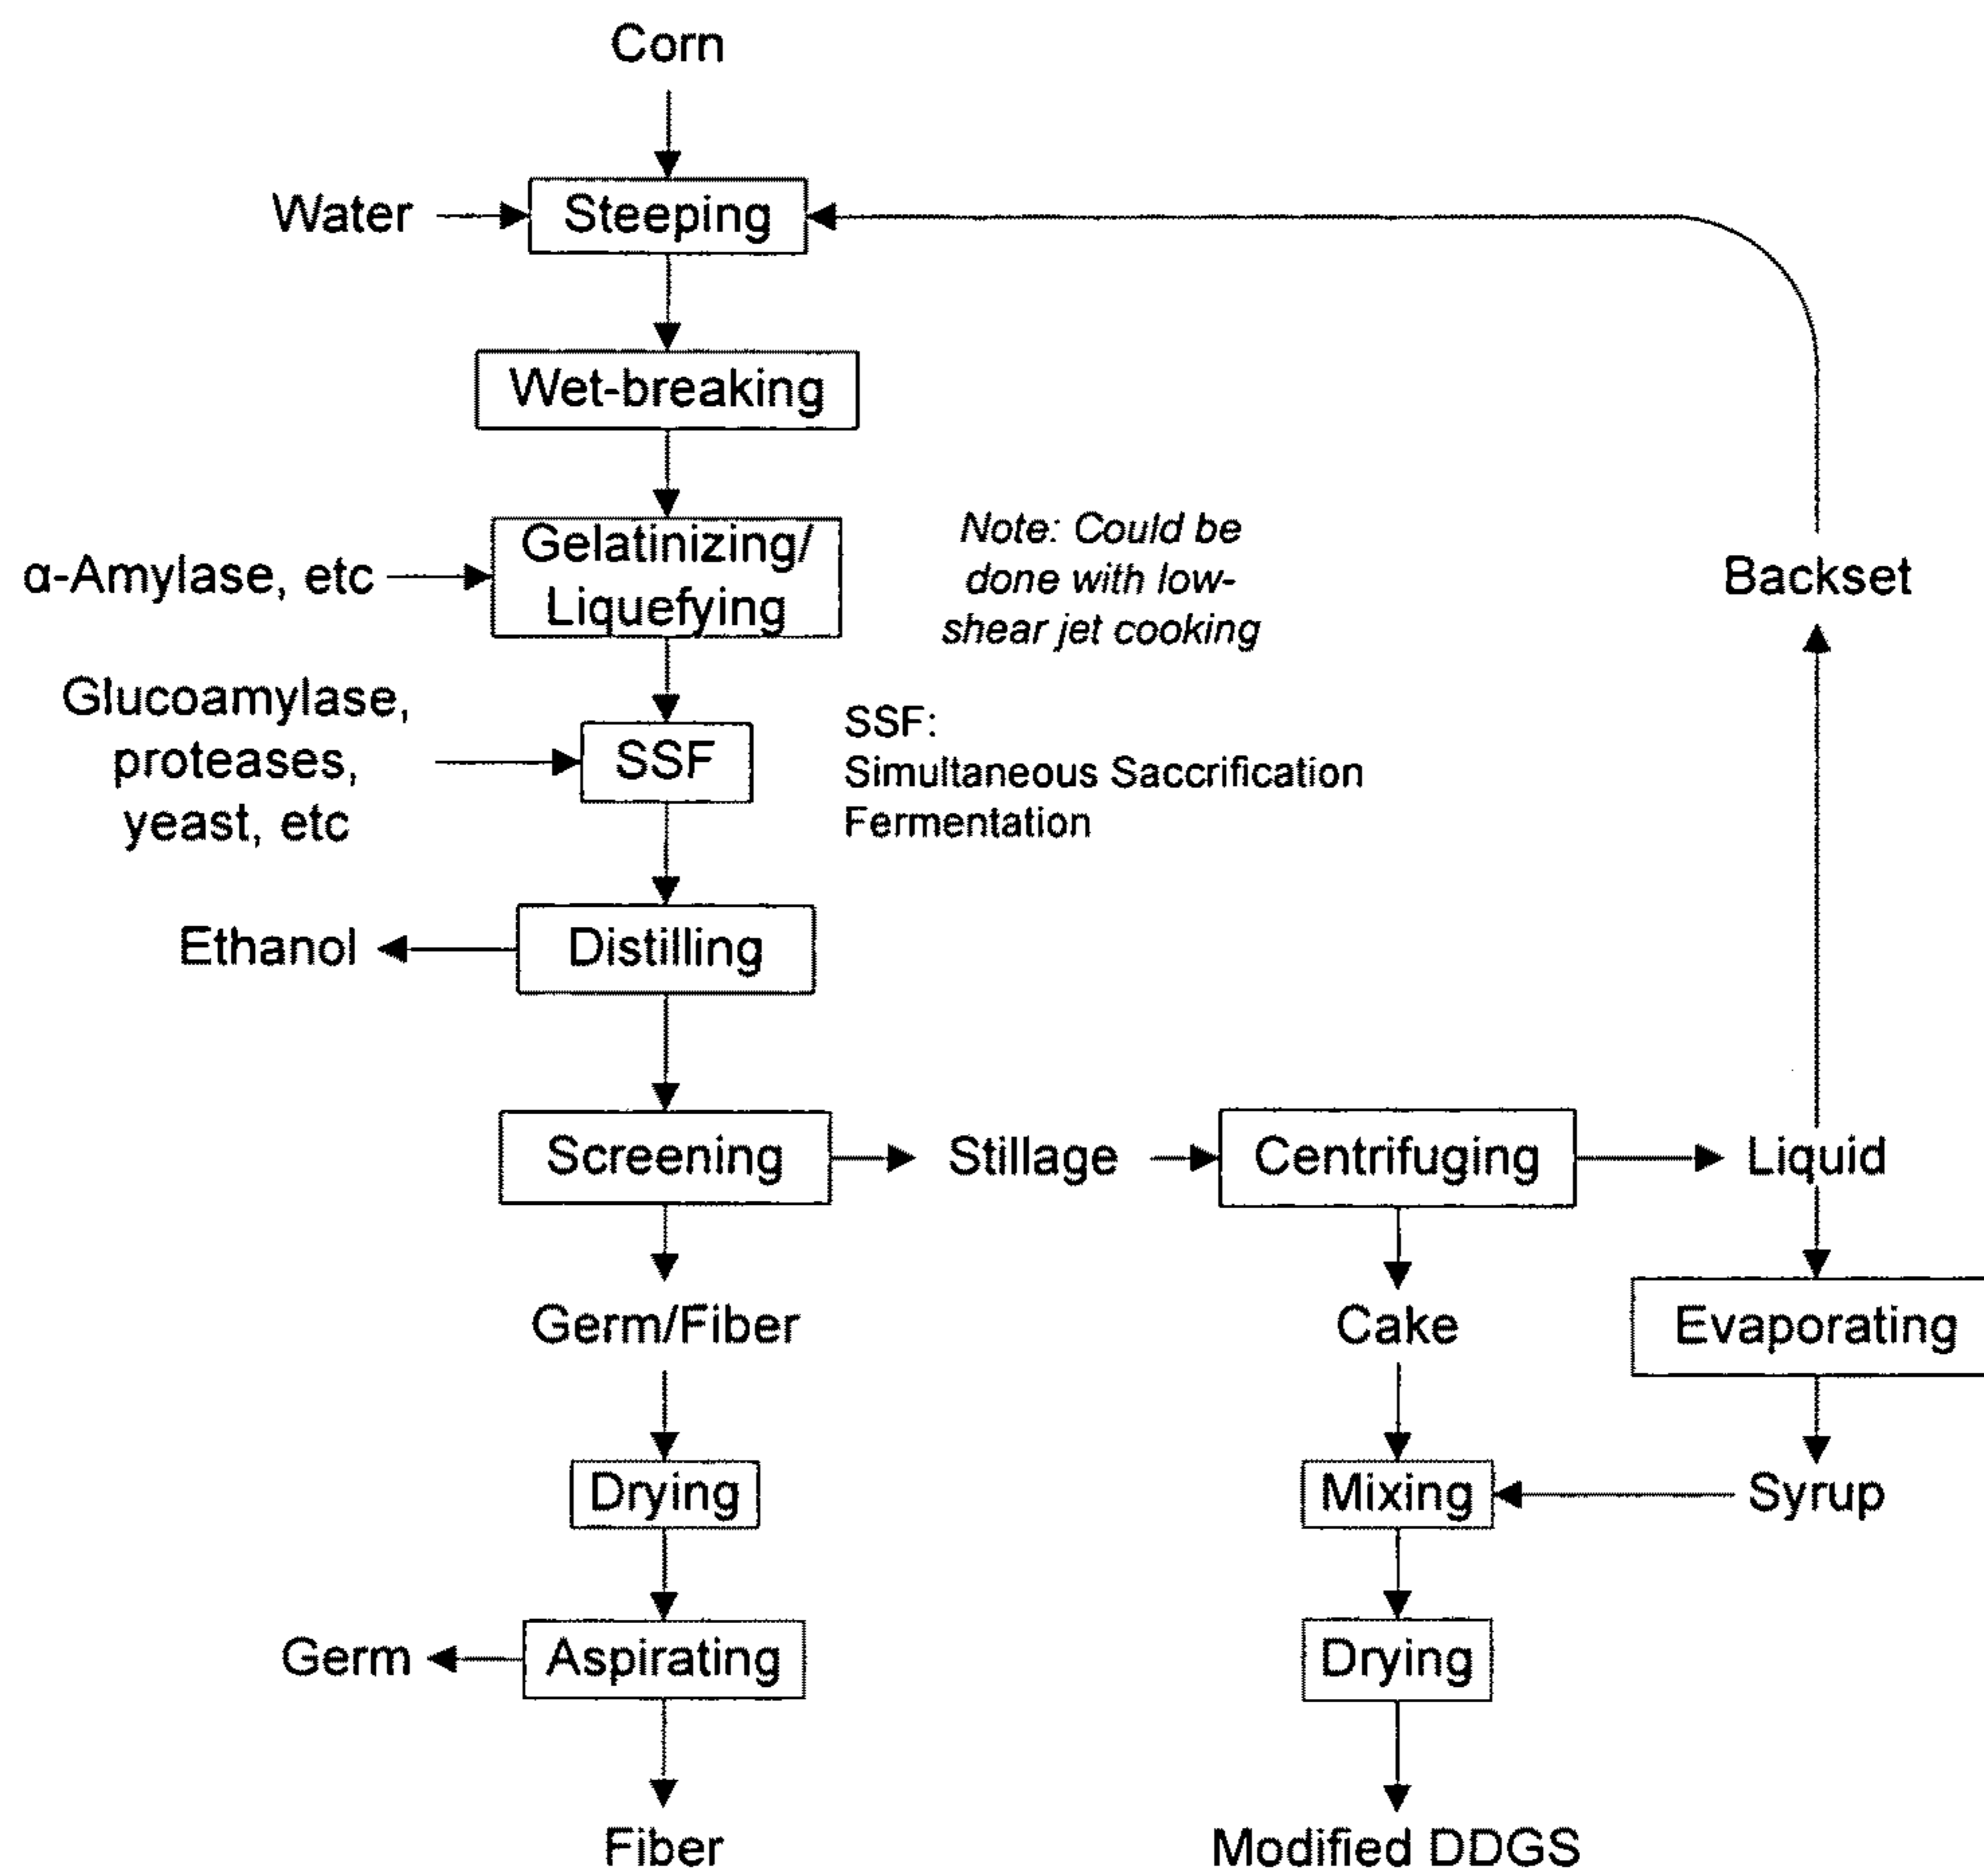 Corn
Water
Steeping
Wet-breaking
Gelatinizing/
Liquefying
α-Amylase, etc
Note: Could be
done with low-
shear jet cooking
Backset
Glucoamylase,
proteases,
yeast, etc
SSF
SSF:
Simultaneous Saccrification
Fermentation
Ethanol
Distilling
Screening
Stillage
Centrifuging
Liquid
Germ/Fiber
Cake
Evaporating
Drying
Mixing
Syrup
Germ
Aspirating
Drying
Fiber
Modified DDGS